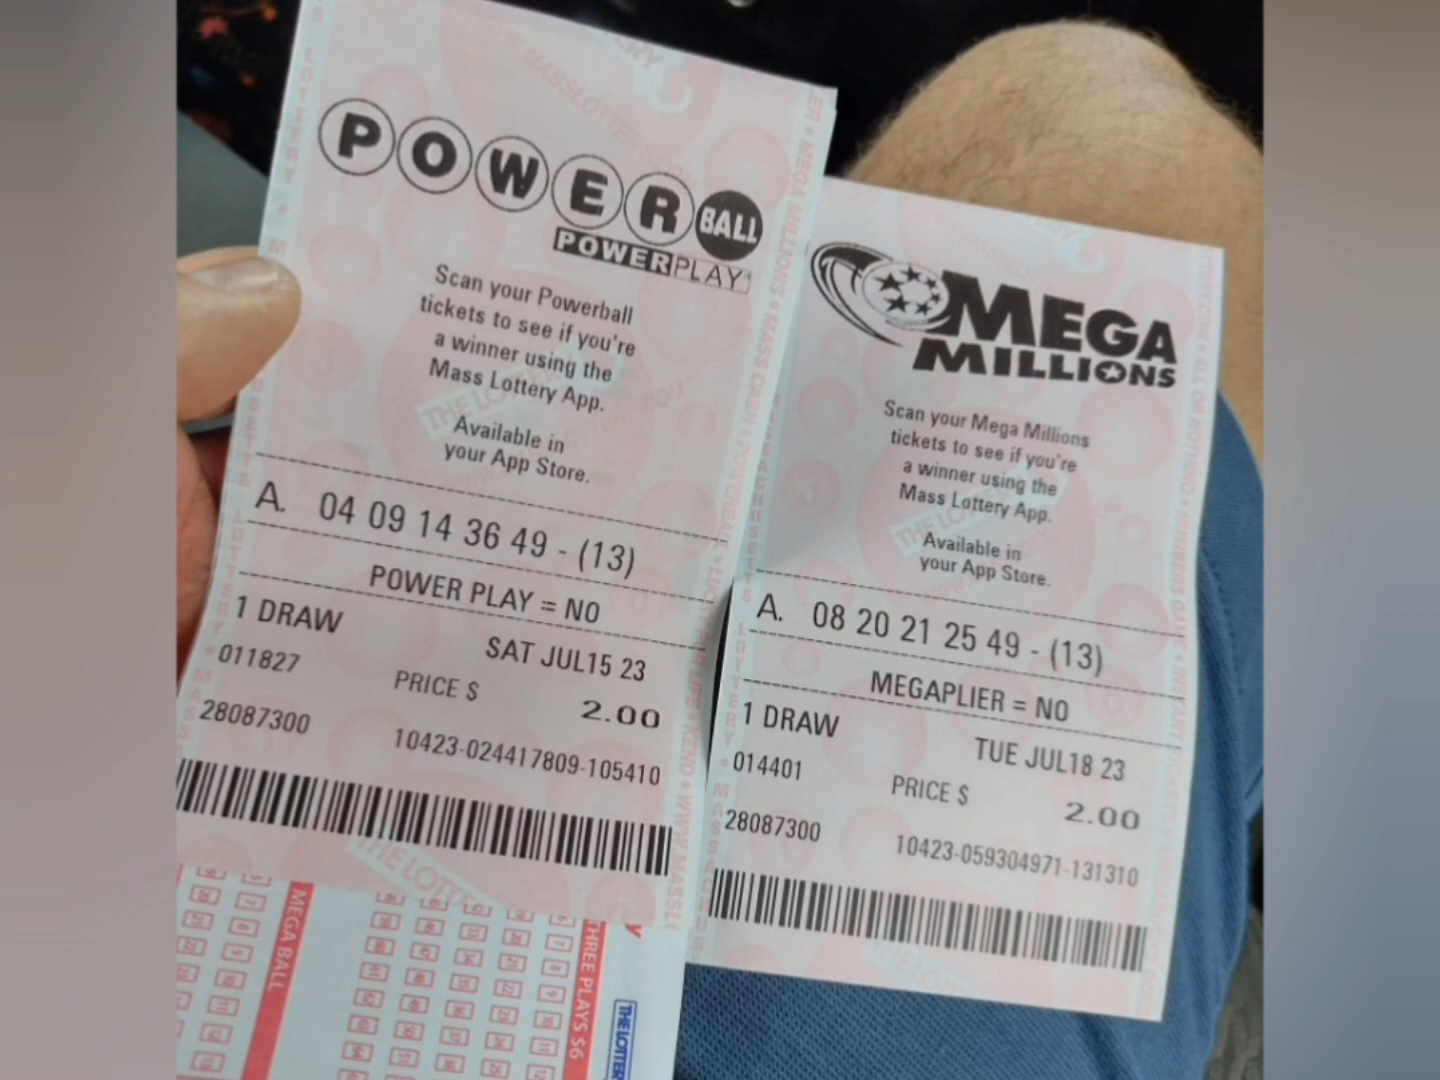 POWERBALL
POWERPLAY
Scan your Powerball
tickets to see if you're
a winner using the
Mass Lottery App.
Available in
your App Store.
A. 04 09 14 36 49 - (13)
POWER PLAY = NO
1 DRAW SAT JUL15 23
011827 PRICE $ 2.00
28087300 10423-024417809-105410
MEGA
MILLIONS
Scan your Mega Millions
tickets to see if you're
a winner using the
Mass Lottery App.
Available in
your App Store.
A. 08 20 21 25 49 - (13)
MEGAPLIER = NO
1 DRAW TUE JUL18 23
014401 PRICE $ 2.00
28087300 10423-059304971-131310
MEGA BALL
THREE PLAYS $6
THE LOTTERY